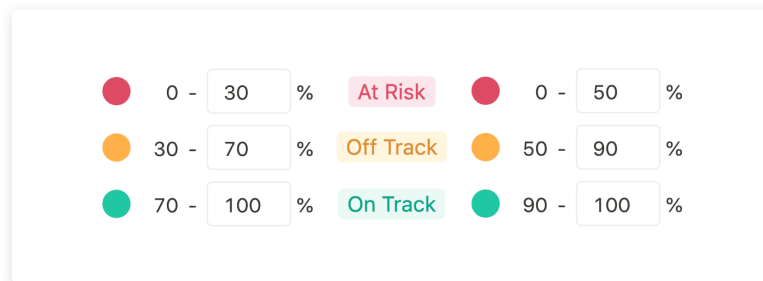 0 - 30 % At Risk 0 - 50 %
30 - 70 % Off Track 50 - 90 %
70 - 100 % On Track 90 - 100 %